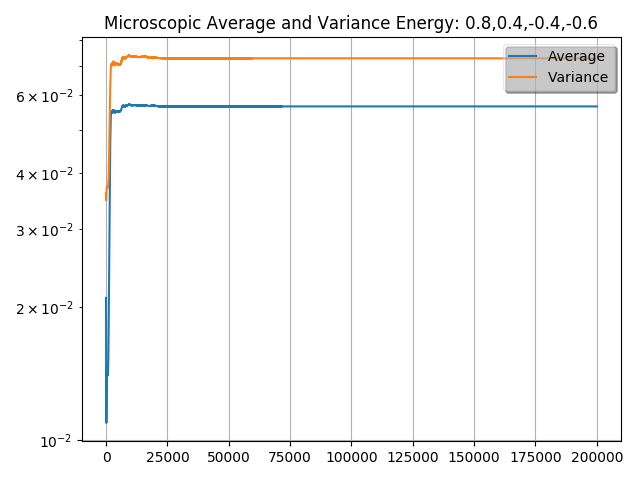 Microscopic Average and Variance Energy: 0.8,0.4,-0.4,-0.6
Average
Variance
6 × 10⁻²
4 × 10⁻²
3 × 10⁻²
2 × 10⁻²
10⁻²
0 25000 50000 75000 100000 125000 150000 175000 200000